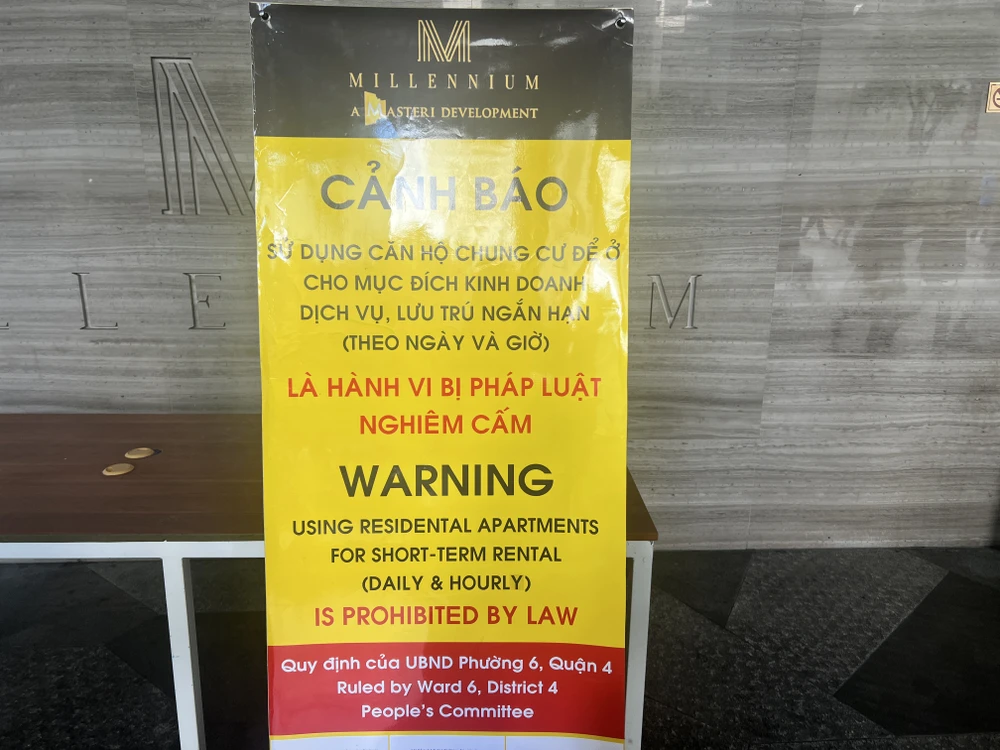 M
MILLENNIUM
A MASTERI DEVELOPMENT
CẢNH BÁO
SỬ DỤNG CĂN HỘ CHUNG CƯ ĐỂ Ở
CHO MỤC ĐÍCH KINH DOANH
DỊCH VỤ, LƯU TRÚ NGẮN HẠN
(THEO NGÀY VÀ GIỜ)
LÀ HÀNH VI BỊ PHÁP LUẬT
NGHIÊM CẤM
WARNING
USING RESIDENTAL APARTMENTS
FOR SHORT-TERM RENTAL
(DAILY & HOURLY)
IS PROHIBITED BY LAW
Quy định của UBND Phường 6, Quận 4
Ruled by Ward 6, District 4
People's Committee
M
L L E M